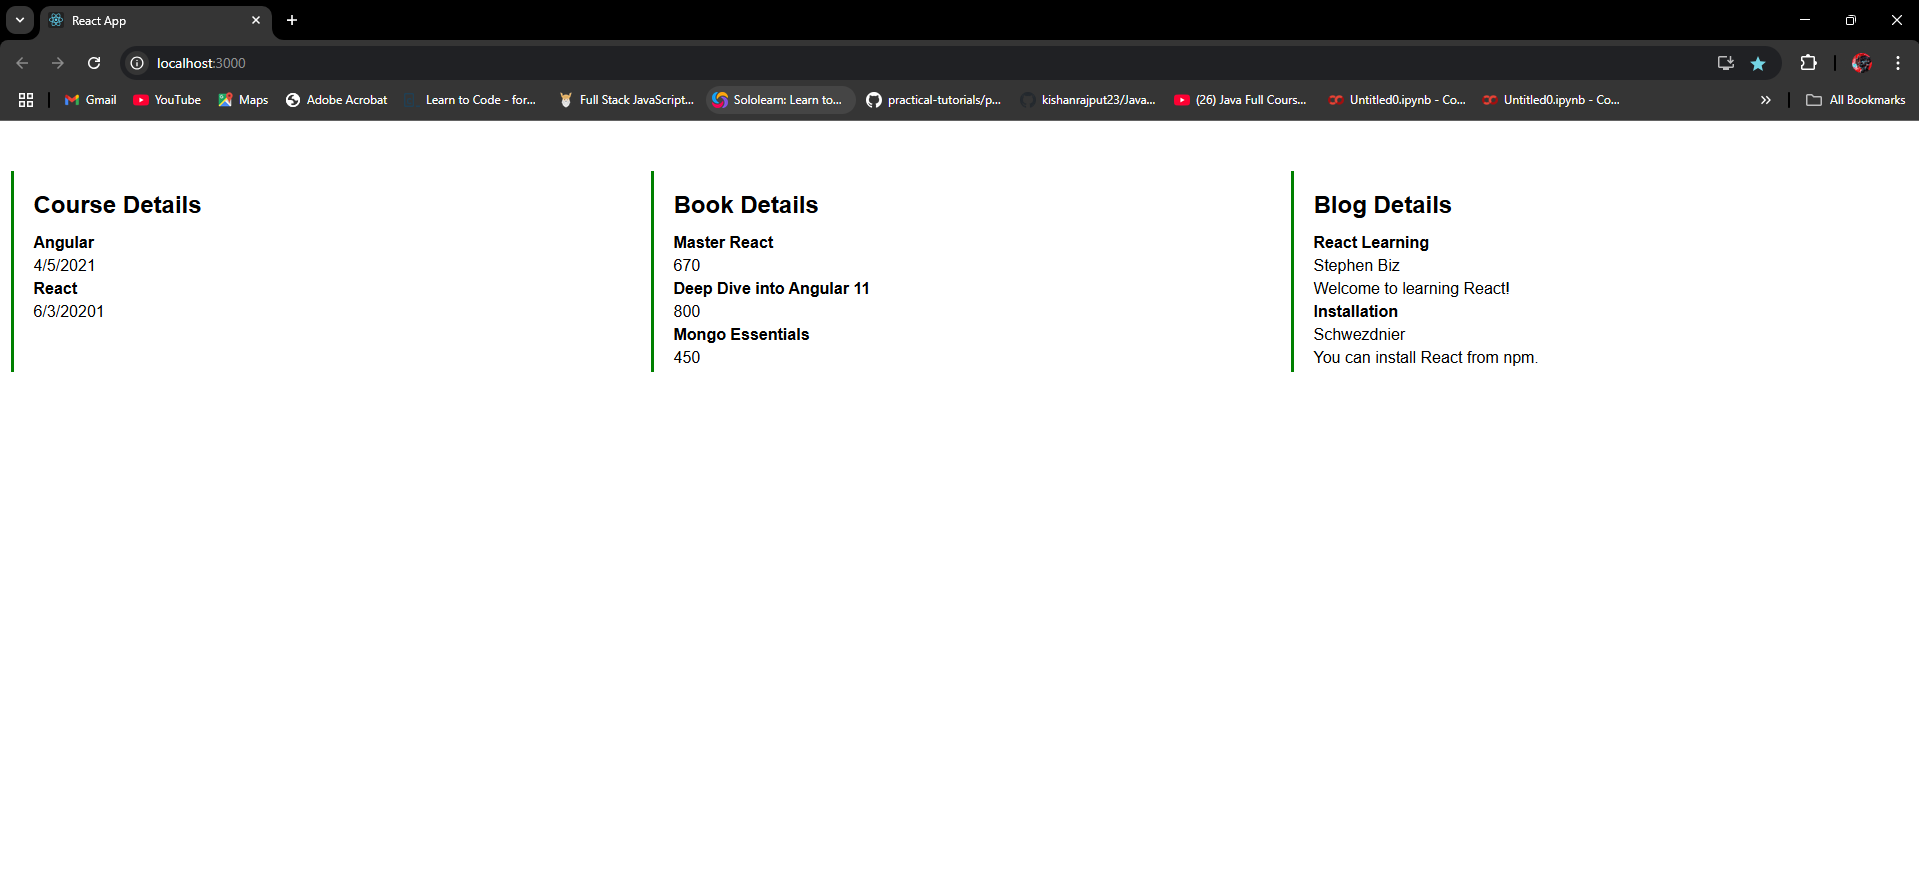 React App
localhost:3000
Gmail YouTube Maps Adobe Acrobat Learn to Code - for... Full Stack JavaScript... Sololearn: Learn to... practical-tutorials/p... kishanrajput23/Java... (26) Java Full Cours... Untitled0.ipynb - Co... Untitled0.ipynb - Co... All Bookmarks
Course Details
Angular
4/5/2021
React
6/3/20201
Book Details
Master React
670
Deep Dive into Angular 11
800
Mongo Essentials
450
Blog Details
React Learning
Stephen Biz
Welcome to learning React!
Installation
Schwezdnier
You can install React from npm.